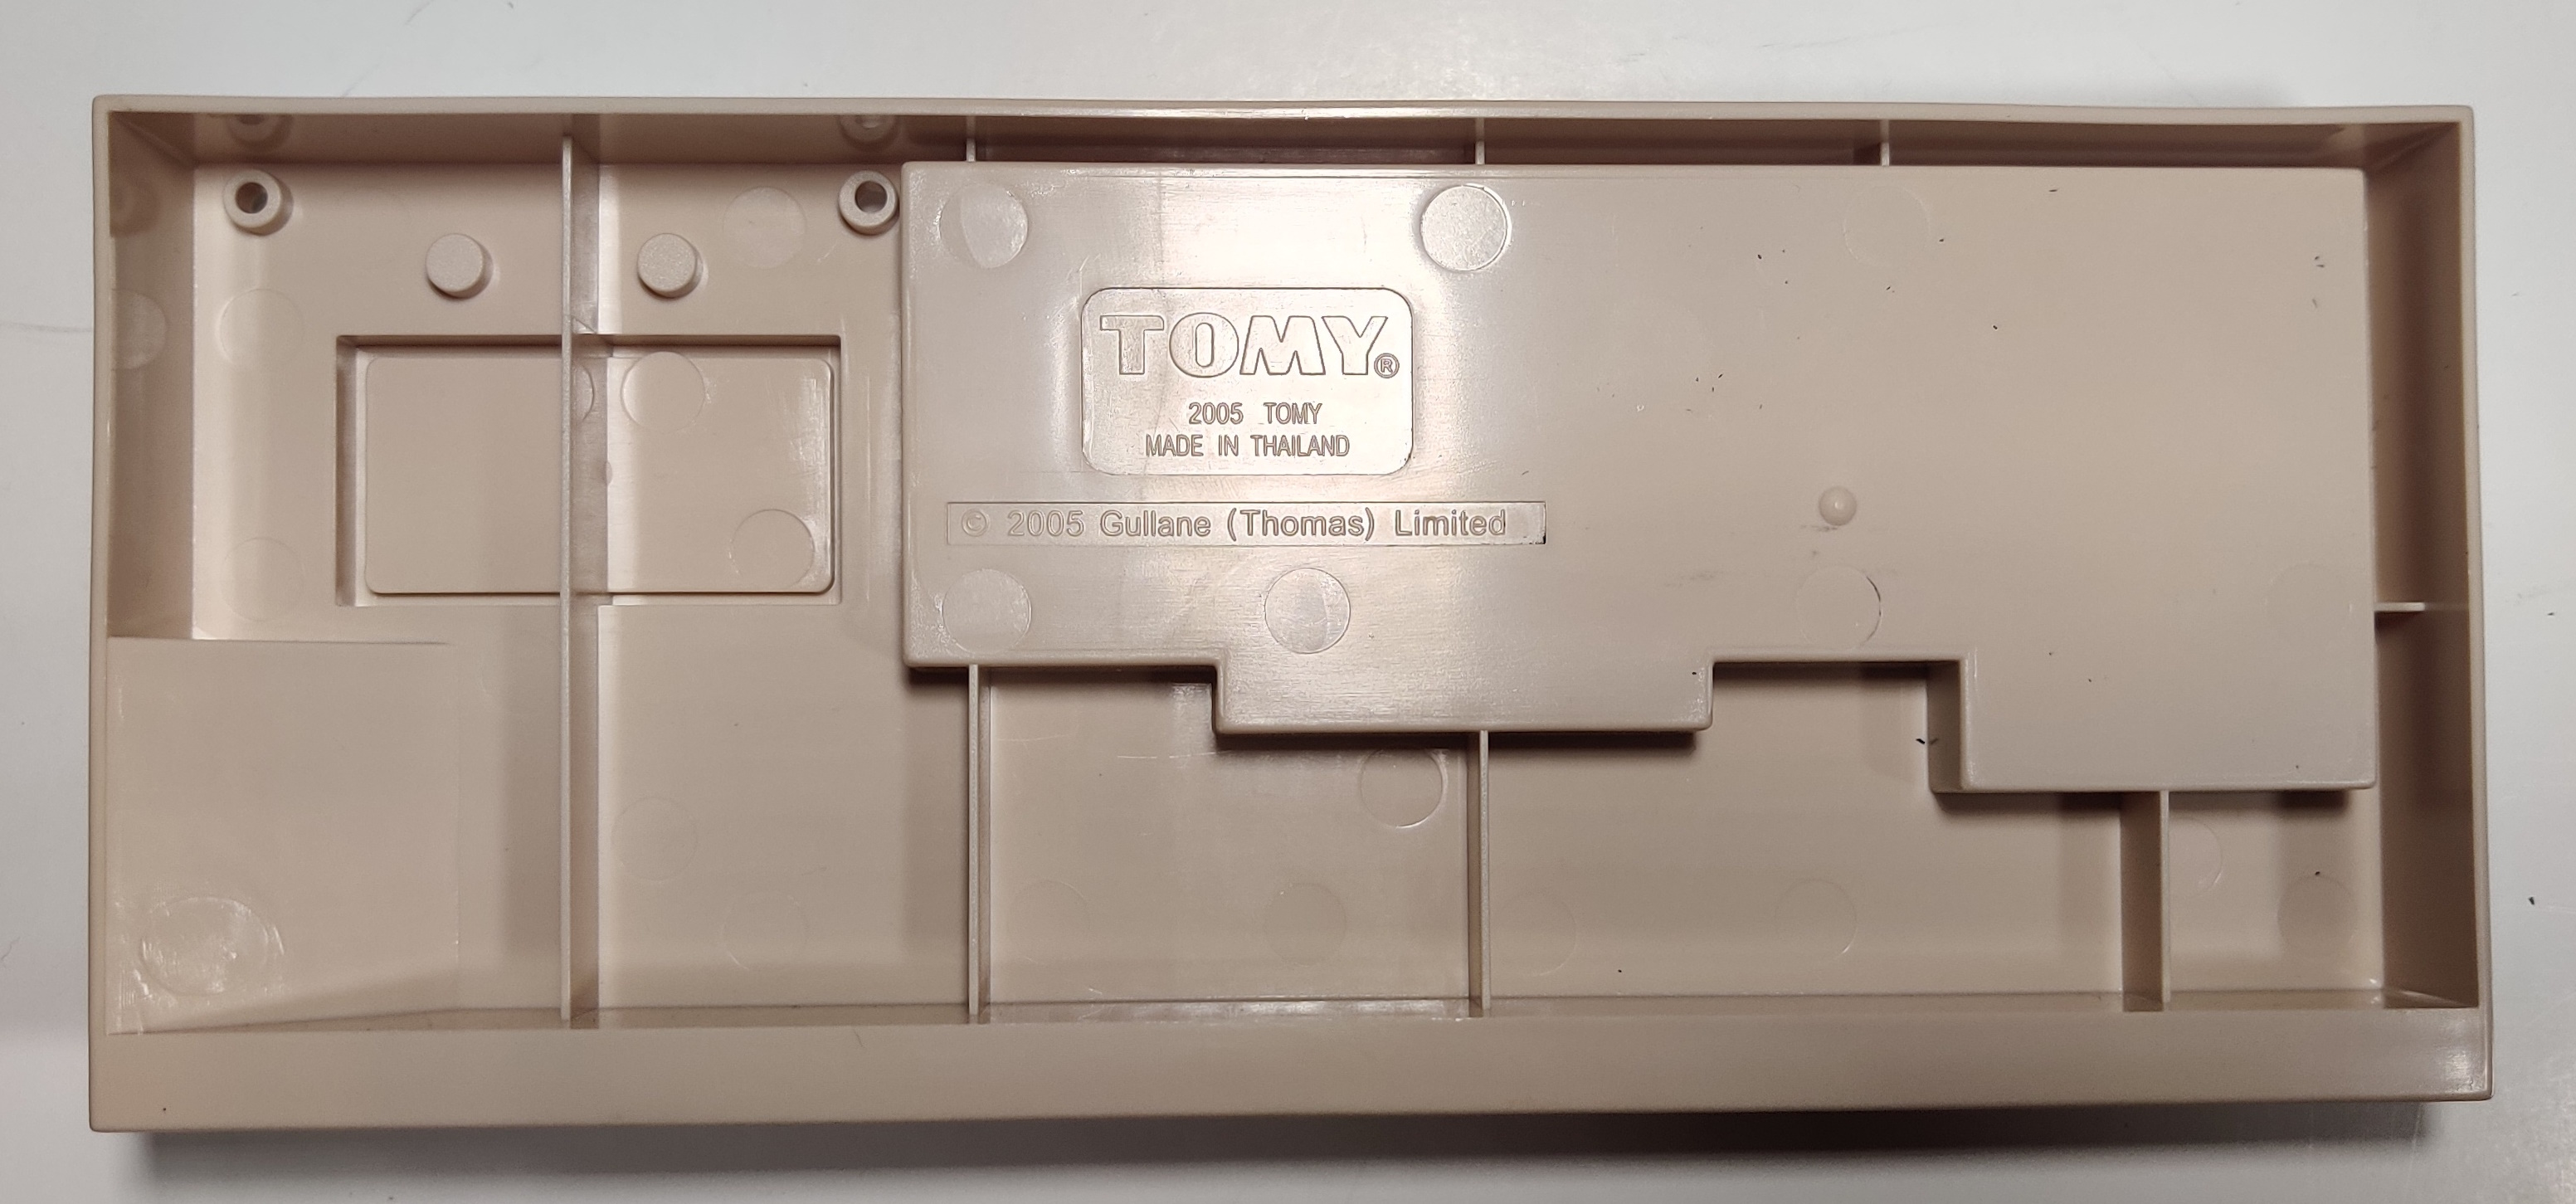 TOMY®
2005 TOMY
MADE IN THAILAND
© 2005 Gullane (Thomas) Limited